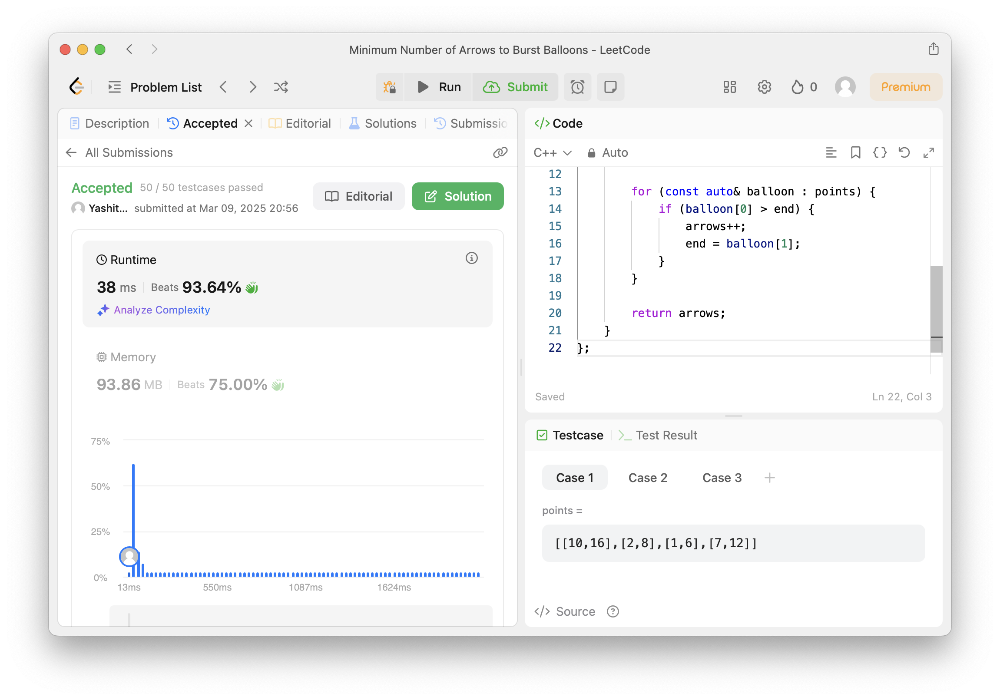 Minimum Number of Arrows to Burst Balloons - LeetCode
Problem List
Run
Submit
0
Premium
Description
Accepted
Editorial
Solutions
Submissio
All Submissions
Accepted 50 / 50 testcases passed
Yashit... submitted at Mar 09, 2025 20:56
Editorial
Solution
Runtime
38 ms Beats 93.64%
Analyze Complexity
Memory
93.86 MB Beats 75.00%
75%
50%
25%
0%
13ms 550ms 1087ms 1624ms
Code
C++ Auto
12
13 for (const auto& balloon : points) {
14 if (balloon[0] > end) {
15 arrows++;
16 end = balloon[1];
17 }
18 }
19
20 return arrows;
21 }
22 };
Saved Ln 22, Col 3
Testcase >_ Test Result
Case 1 Case 2 Case 3 +
points =
[[10,16],[2,8],[1,6],[7,12]]
</> Source ?